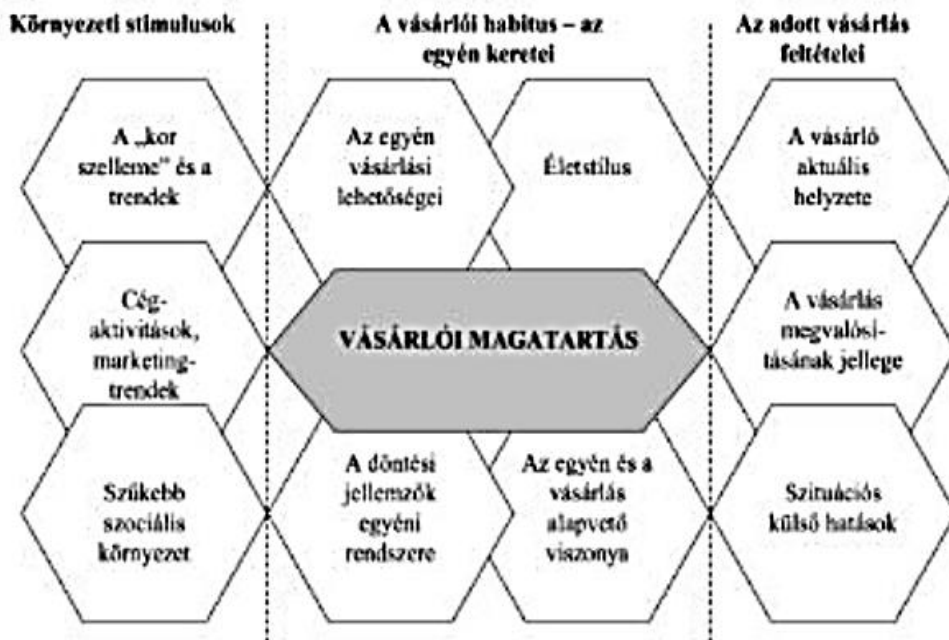 Környezeti stimulusok
A vásárlói habitus – az
egyén keretei
Az adott vásárlás
feltételei
A „kor
szelleme” és a
trendek
Az egyén
vásárlási
lehetőségei
Életstílus
A vásárló
aktuális
helyzete
Cég-
aktivitások,
marketing-
trendek
VÁSÁRLÓI MAGATARTÁS
A vásárlás
megvalósí-
tásának jellege
Szűkebb
szociális
környezet
A döntési
jellemzők
egyéni
rendszere
Az egyén és a
vásárlás
alapvető
viszonya
Szituációs
külső hatások